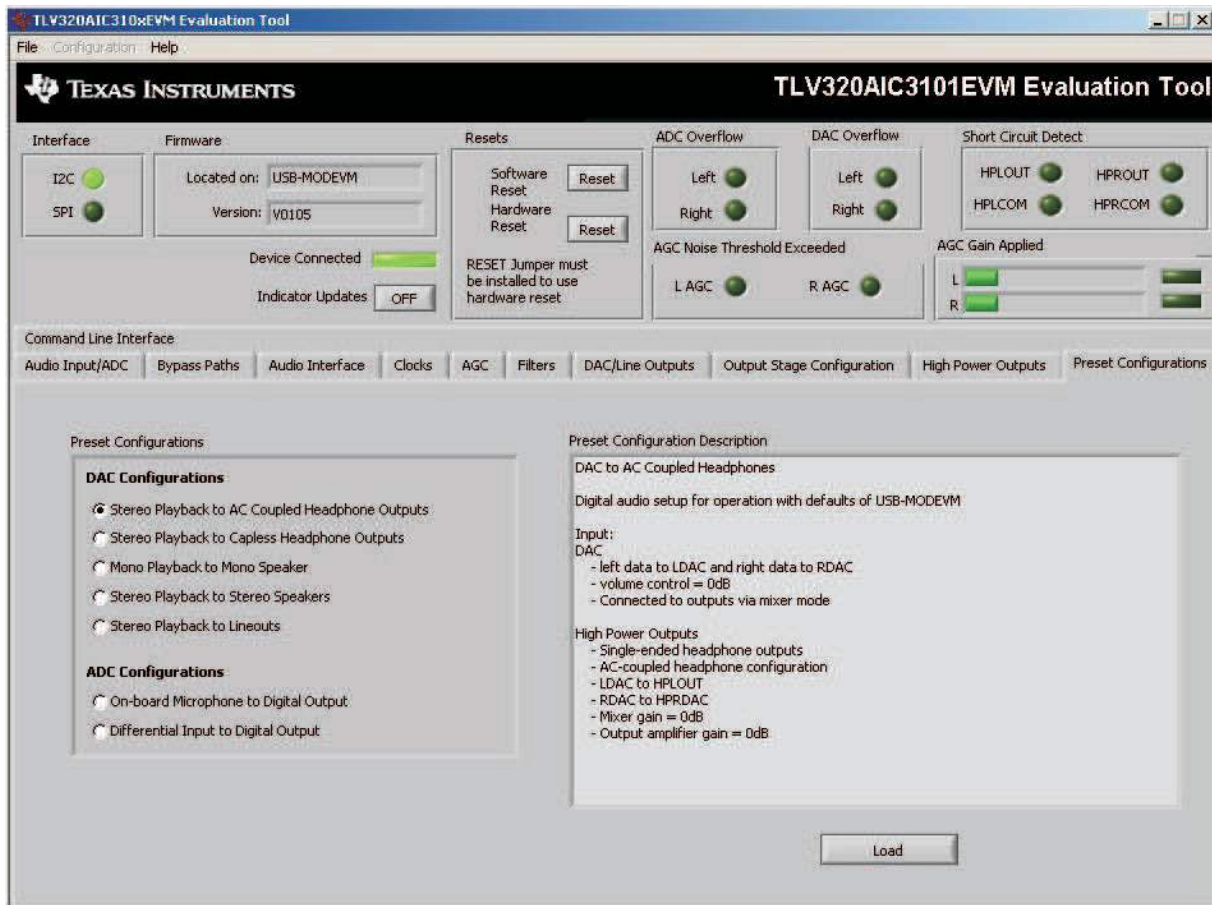 TLV320AIC310xEVM Evaluation Tool
File Configuration Help
TEXAS INSTRUMENTS
TLV320AIC3101EVM Evaluation Tool
Interface
I2C
SPI
Firmware
Located on: USB-MODEVM
Version: V0105
Device Connected
Indicator Updates OFF
Resets
Software
Reset
Reset
Hardware
Reset
Reset
RESET Jumper must
be installed to use
hardware reset
ADC Overflow
Left
Right
DAC Overflow
Left
Right
Short Circuit Detect
HPLOUT HPROUT
HPLCOM HPRCOM
AGC Noise Threshold Exceeded
L AGC R AGC
AGC Gain Applied
L
R
Command Line Interface
Audio Input/ADC Bypass Paths Audio Interface Clocks AGC Filters DAC/Line Outputs Output Stage Configuration High Power Outputs Preset Configurations
Preset Configurations
DAC Configurations
Stereo Playback to AC Coupled Headphone Outputs
Stereo Playback to Capless Headphone Outputs
Mono Playback to Mono Speaker
Stereo Playback to Stereo Speakers
Stereo Playback to Lineouts
ADC Configurations
On-board Microphone to Digital Output
Differential Input to Digital Output
Preset Configuration Description
DAC to AC Coupled Headphones
Digital audio setup for operation with defaults of USB-MODEVM
Input:
DAC
- left data to LDAC and right data to RDAC
- volume control = 0dB
- Connected to outputs via mixer mode
High Power Outputs
- Single-ended headphone outputs
- AC-coupled headphone configuration
- LDAC to HPLOUT
- RDAC to HPRDAC
- Mixer gain = 0dB
- Output amplifier gain = 0dB
Load